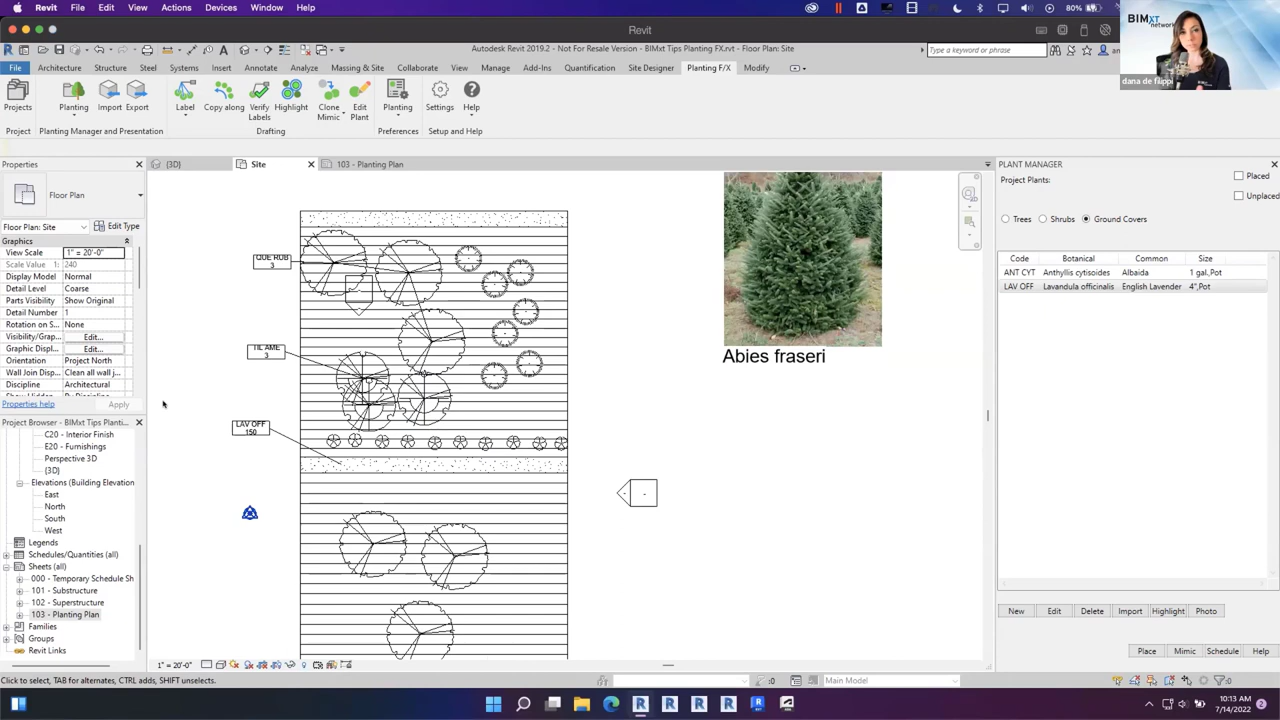 Devices Edit View Actions Devices Window Help
80%
BIMxt
network
dana de filippi
Revit
Autodesk Revit 2019.2 - Not For Resale Version - BIMxt Tips Planting FX.rvt - Floor Plan: Site
Type a keyword or phrase
File Architecture Structure Steel Systems Insert Annotate Analyze Massing & Site Collaborate View Manage Add-Ins Quantification Site Designer Planting F/X Modify
Projects Planting Import Export Label Copy along Verify Labels Highlight Clone Mimic Edit Plant Planting Settings Help
Project Planting Manager and Presentation Drafting Preferences Setup and Help
Properties
{3D} Site 103 - Planting Plan
Floor Plan
Floor Plan: Site Edit Type
Graphics
View Scale 1" = 20'-0"
Scale Value 1: 240
Display Model Normal
Detail Level Coarse
Parts Visibility Show Original
Detail Number 1
Rotation on S... None
Visibility/Grap... Edit...
Graphic Displ... Edit...
Orientation Project North
Wall Join Disp... Clean all wall j...
Discipline Architectural
Properties help Apply
Project Browser - BIMxt Tips Planti...
C20 - Interior Finish
E20 - Furnishings
Perspective 3D
{3D}
Elevations (Building Elevation
East
North
South
West
Legends
Schedules/Quantities (all)
Sheets (all)
000 - Temporary Schedule Sh
101 - Substructure
102 - Superstructure
103 - Planting Plan
Families
Groups
Revit Links
QUE RUB
3
TIL AME
3
LAV OFF
150
Abies fraseri
PLANT MANAGER
Project Plants:
Placed
Unplaced
Trees Shrubs Ground Covers
Code Botanical Common Size
ANT CYT Anthyllis cytisoides Albaida 1 gal,Pot
LAV OFF Lavandula officinalis English Lavender 4",Pot
New Edit Delete Import Highlight Photo
Place Mimic Schedule Help
1" = 20'-0"
Click to select, TAB for alternates, CTRL adds, SHIFT unselects.
:0
Main Model
:0
10:13 AM
7/14/2022